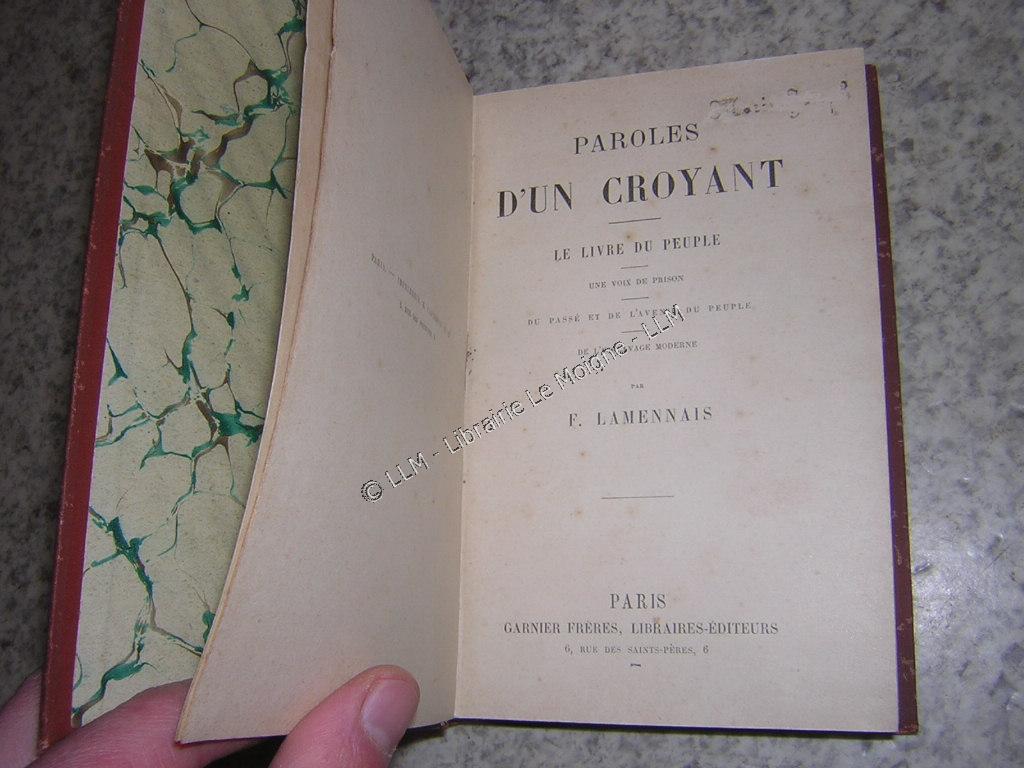 PARIS. —
PAROLES
D'UN CROYANT
LE LIVRE DU PEUPLE
UNE VOIX DE PRISON
DU PASSÉ ET DE L'AVENIR DU PEUPLE
DE L'ESCLAVAGE MODERNE
PAR
F. LAMENNAIS
PARIS
GARNIER FRÈRES, LIBRAIRES-ÉDITEURS
6, RUE DES SAINTS-PÈRES, 6
© LLM - Librairie Le Moigne - LLM